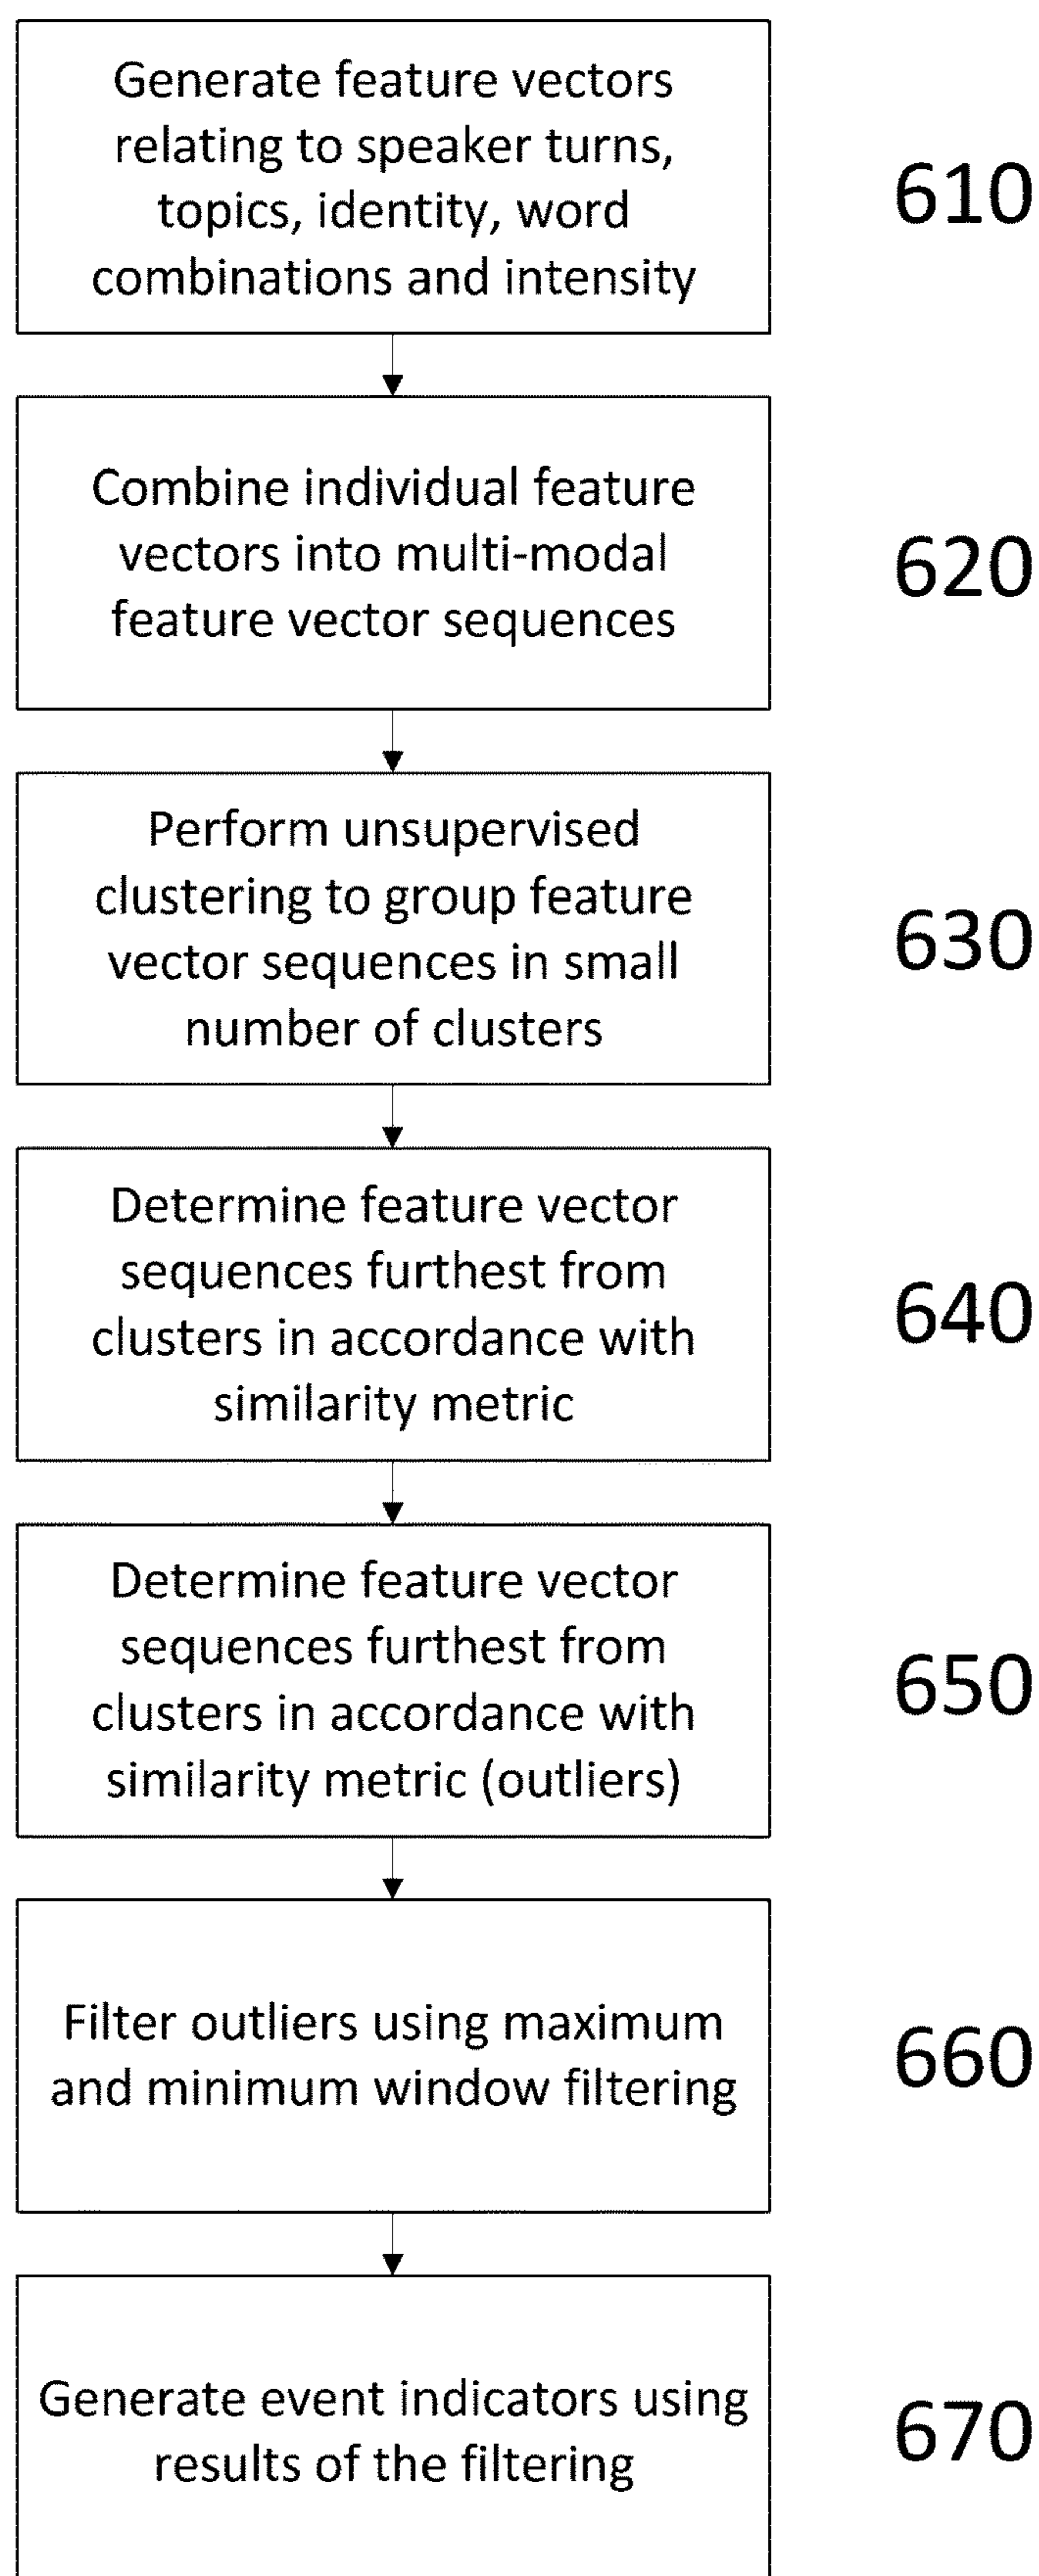 Generate feature vectors
relating to speaker turns,
topics, identity, word
combinations and intensity
610
Combine individual feature
vectors into multi-modal
feature vector sequences
620
Perform unsupervised
clustering to group feature
vector sequences in small
number of clusters
630
Determine feature vector
sequences furthest from
clusters in accordance with
similarity metric
640
Determine feature vector
sequences furthest from
clusters in accordance with
similarity metric (outliers)
650
Filter outliers using maximum
and minimum window filtering
660
Generate event indicators using
results of the filtering
670